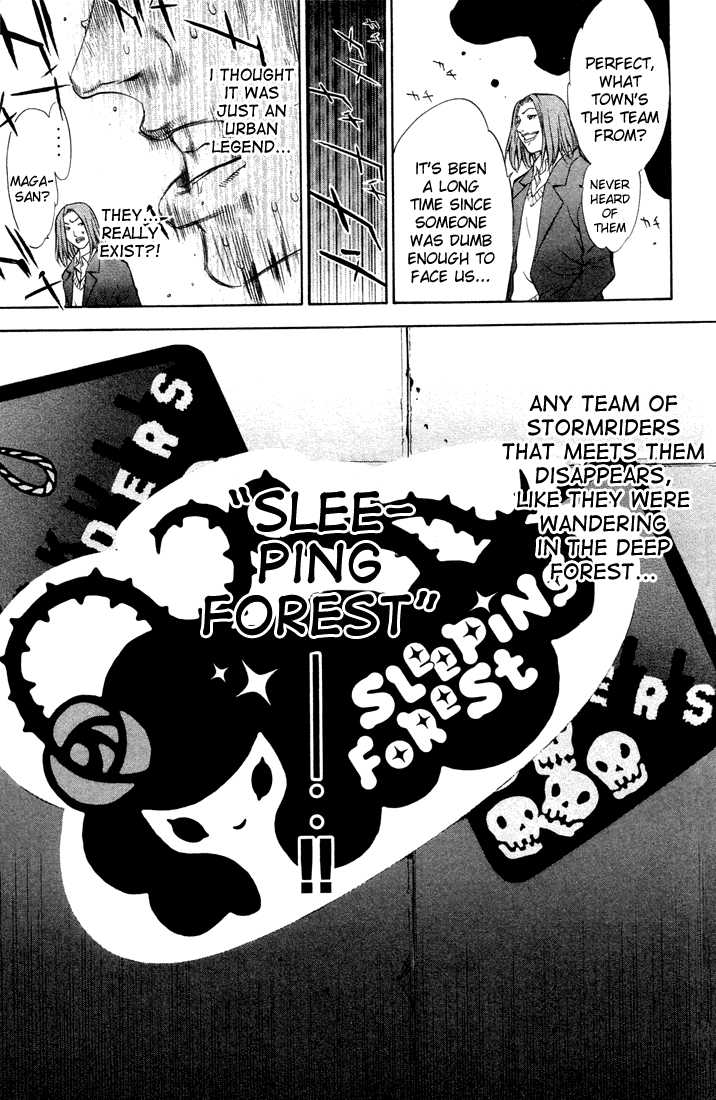 PERFECT,
WHAT
TOWN'S
THIS TEAM
FROM?
NEVER
HEARD
OF
THEM
IT'S BEEN
A LONG
TIME SINCE
SOMEONE
WAS DUMB
ENOUGH TO
FACE US...
I THOUGHT
IT WAS
JUST AN
URBAN
LEGEND...
THEY...
REALLY
EXIST?!
....
MAGA-
SAN?
ANY TEAM OF
STORMRIDERS
THAT MEETS THEM
DISAPPEARS,
LIKE THEY WERE
WANDERING
IN THE DEEP
FOREST...
"SLEE-
PING
FOREST"
..!!
SLEEPING
FOREST
DERS
ERS